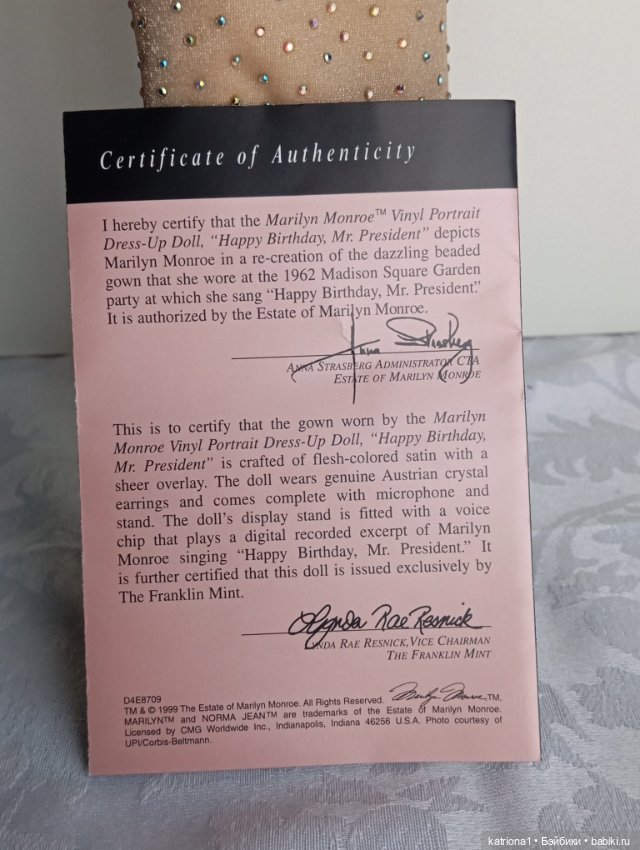 Certificate of Authenticity
I hereby certify that the Marilyn Monroe™ Vinyl Portrait
Dress-Up Doll, “Happy Birthday, Mr. President” depicts
Marilyn Monroe in a re-creation of the dazzling beaded
gown that she wore at the 1962 Madison Square Garden
party at which she sang “Happy Birthday, Mr. President.”
It is authorized by the Estate of Marilyn Monroe.
Anna Strasberg
ANNA STRASBERG ADMINISTRATOR CTA
ESTATE OF MARILYN MONROE
This is to certify that the gown worn by the Marilyn
Monroe Vinyl Portrait Dress-Up Doll, “Happy Birthday,
Mr. President” is crafted of flesh-colored satin with a
sheer overlay. The doll wears genuine Austrian crystal
earrings and comes complete with microphone and
stand. The doll’s display stand is fitted with a voice
chip that plays a digital recorded excerpt of Marilyn
Monroe singing “Happy Birthday, Mr. President.” It
is further certified that this doll is issued exclusively by
The Franklin Mint.
Lynda Rae Resnick
LYNDA RAE RESNICK, VICE CHAIRMAN
THE FRANKLIN MINT
D4E8709
TM & © 1999 The Estate of Marilyn Monroe. All Rights Reserved. Marilyn Monroe TM,
MARILYN™ and NORMA JEAN™ are trademarks of the Estate of Marilyn Monroe.
Licensed by CMG Worldwide Inc., Indianapolis, Indiana 46256 U.S.A. Photo courtesy of
UPI/Corbis-Bettmann.
katriona1 • Бэйбики • babiki.ru